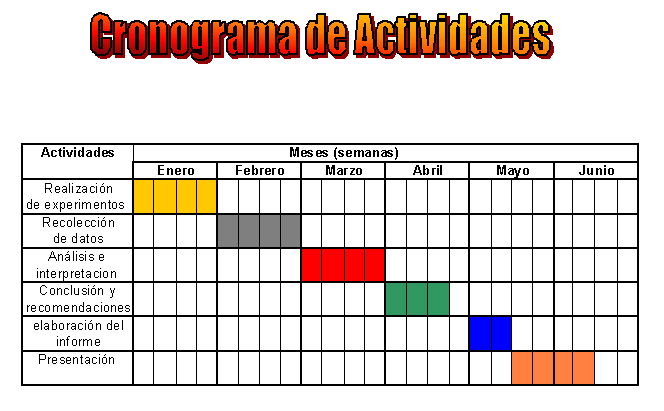 Cronograma de Actividades
Actividades
Meses (semanas)
Enero
Febrero
Marzo
Abril
Mayo
Junio
Realización
de experimentos
Recolección
de datos
Análisis e
interpretacion
Conclusión y
recomendaciones
elaboración del
informe
Presentación